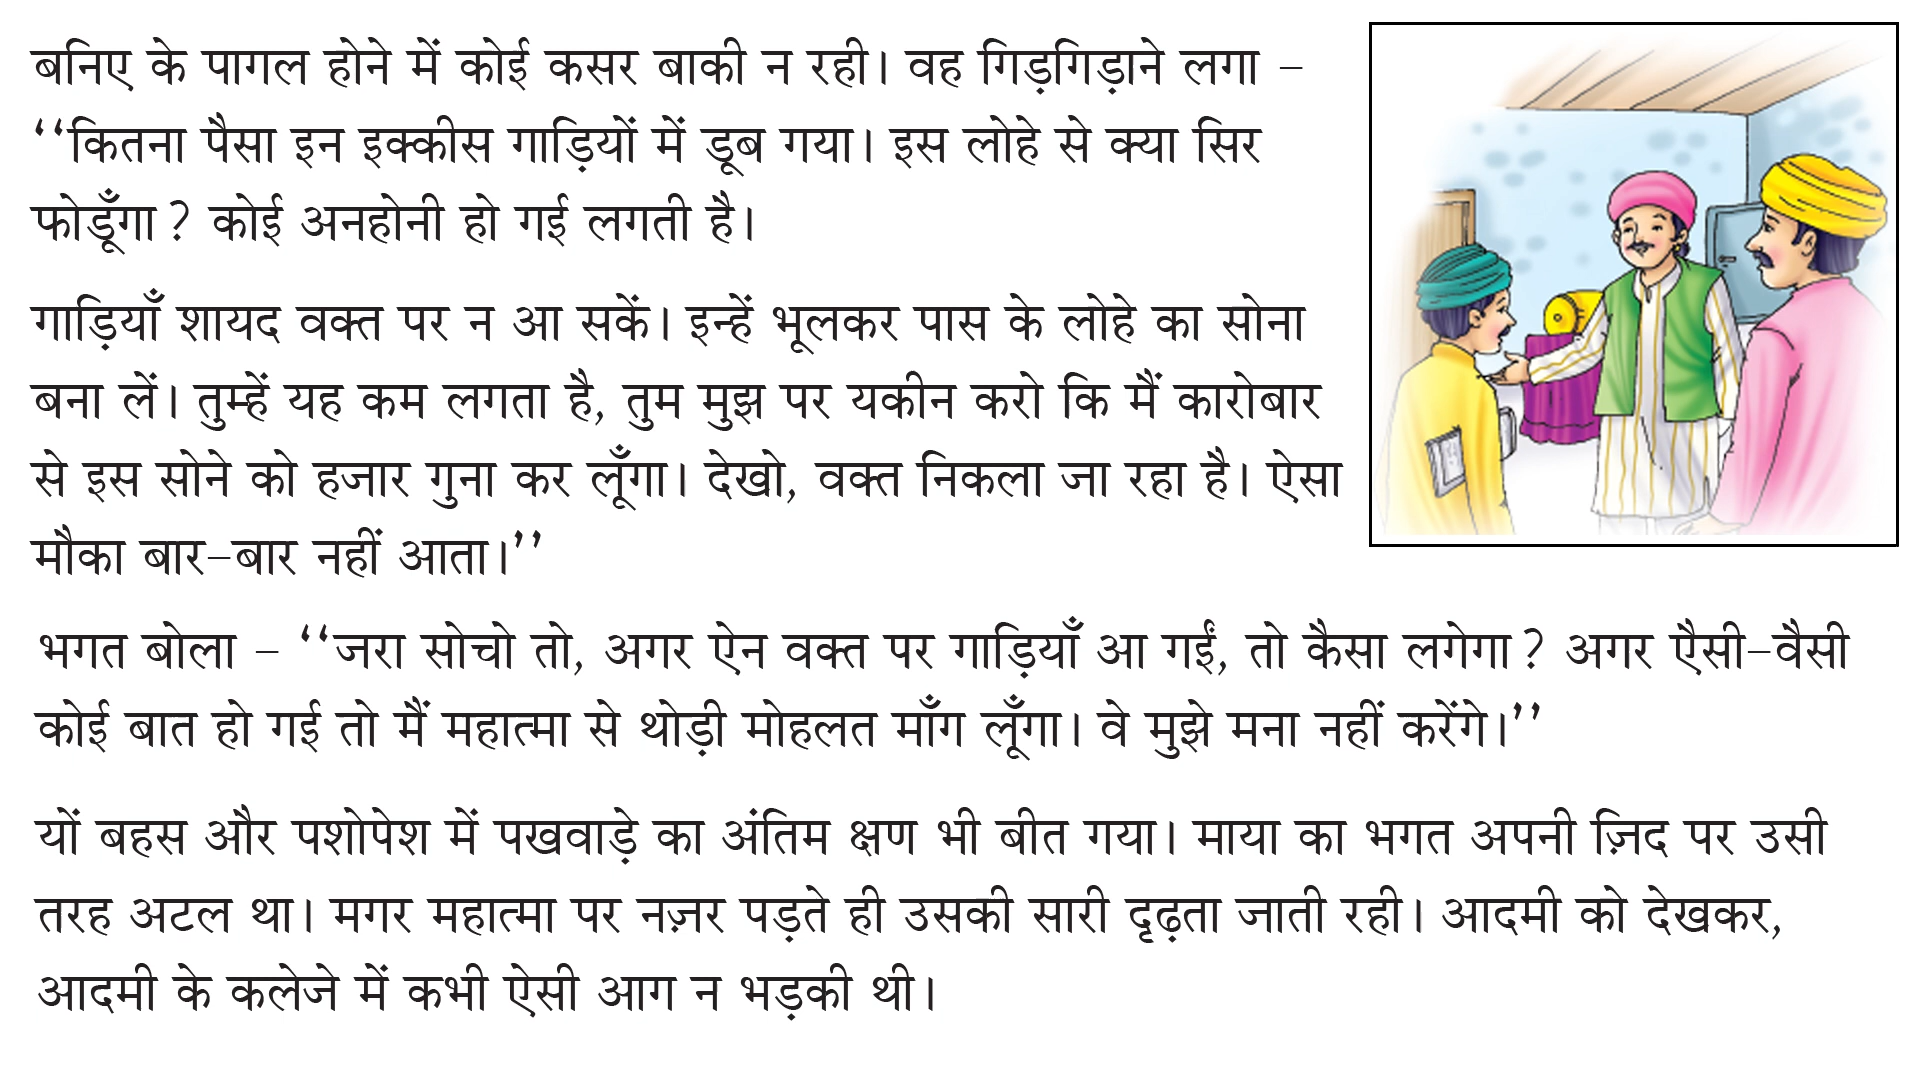 बनिए के पागल होने में कोई कसर बाकी न रही। वह गिड़गिड़ाने लगा –
‘‘कितना पैसा इन इक्कीस गाड़ियों में डूब गया। इस लोहे से क्या सिर
फोडूँगा? कोई अनहोनी हो गई लगती है।
गाड़ियाँ शायद वक्त पर न आ सकें। इन्हें भूलकर पास के लोहे का सोना
बना लें। तुम्हें यह कम लगता है, तुम मुझ पर यकीन करो कि मैं कारोबार
से इस सोने को हजार गुना कर लूँगा। देखो, वक्त निकला जा रहा है। ऐसा
मौका बार–बार नहीं आता।’’
भगत बोला – ‘‘जरा सोचो तो, अगर ऐन वक्त पर गाड़ियाँ आ गईं, तो कैसा लगेगा? अगर एैसी–वैसी
कोई बात हो गई तो मैं महात्मा से थोड़ी मोहलत माँग लूँगा। वे मुझे मना नहीं करेंगे।’’
यों बहस और पशोपेश में पखवाड़े का अंतिम क्षण भी बीत गया। माया का भगत अपनी ज़िद पर उसी
तरह अटल था। मगर महात्मा पर नज़र पड़ते ही उसकी सारी दृढ़ता जाती रही। आदमी को देखकर,
आदमी के कलेजे में कभी ऐसी आग न भड़की थी।